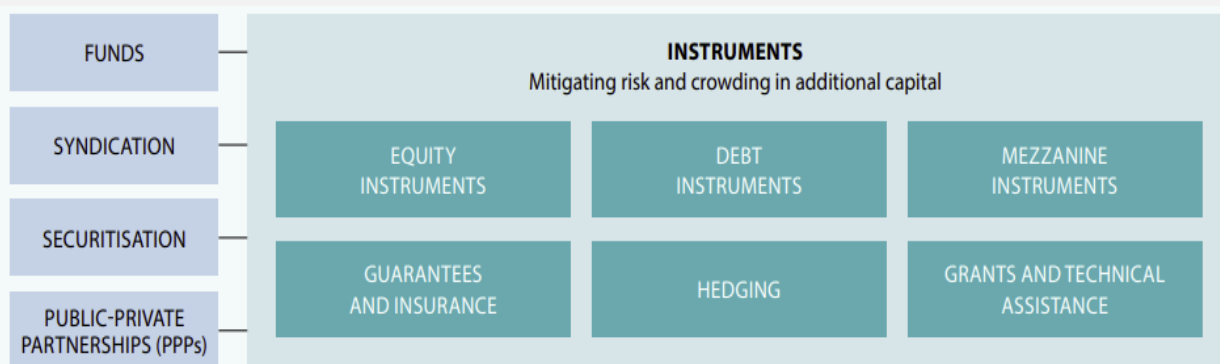 FUNDS
SYNDICATION
SECURITISATION
PUBLIC-PRIVATE
PARTNERSHIPS (PPPs)
INSTRUMENTS
Mitigating risk and crowding in additional capital
EQUITY
INSTRUMENTS
DEBT
INSTRUMENTS
MEZZANINE
INSTRUMENTS
GUARANTEES
AND INSURANCE
HEDGING
GRANTS AND TECHNICAL
ASSISTANCE